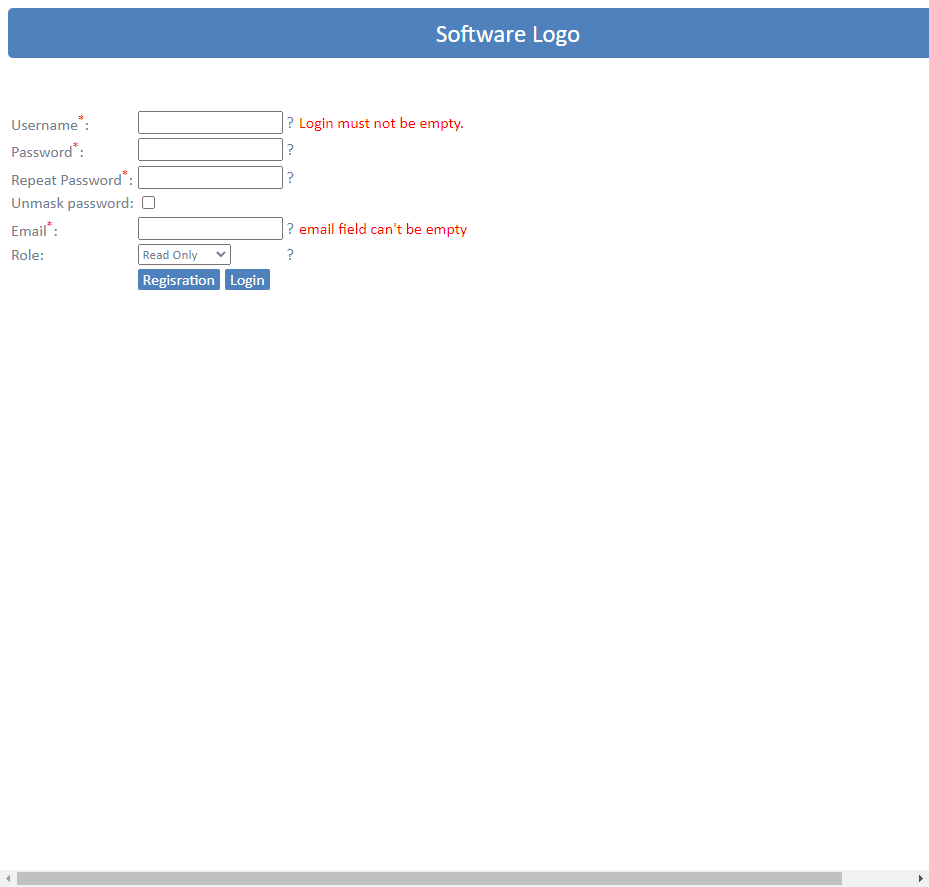 Software Logo
Username*: ? Login must not be empty.
Password*: ?
Repeat Password*: ?
Unmask password:
Email*: ? email field can't be empty
Role: Read Only ?
Regisration Login